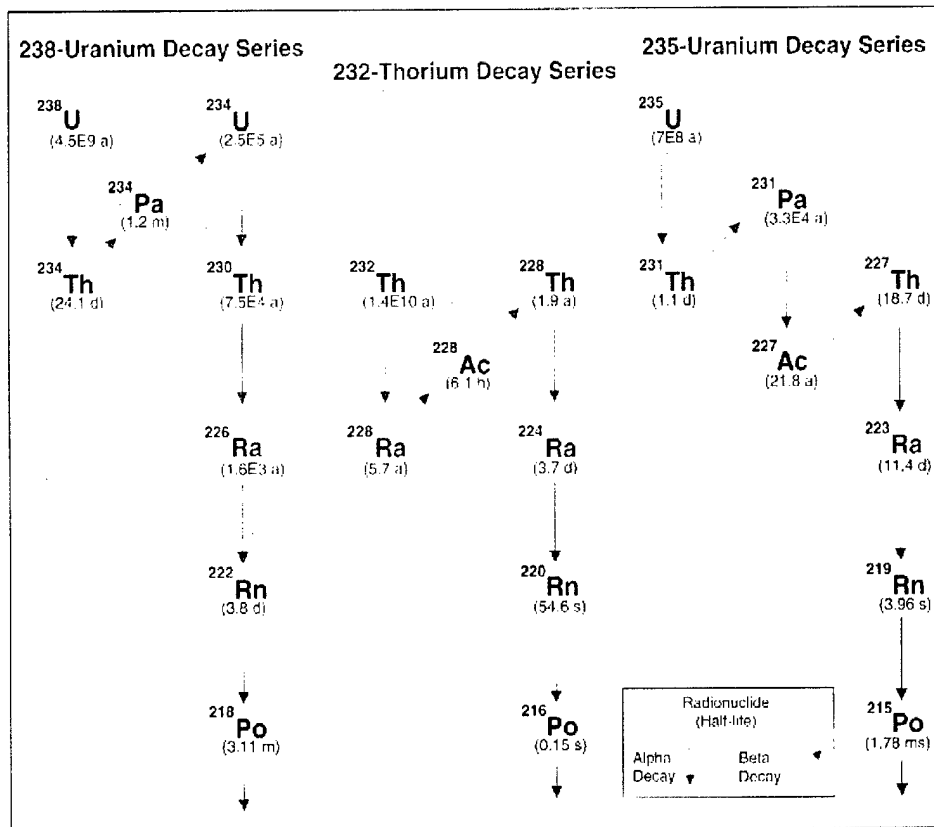 238-Uranium Decay Series
232-Thorium Decay Series
235-Uranium Decay Series
238U
(4.5E9 a)
234U
(2.5E5 a)
234Pa
(1.2 m)
234Th
(24.1 d)
230Th
(7.5E4 a)
226Ra
(1.6E3 a)
222Rn
(3.8 d)
218Po
(3.11 m)
232Th
(1.4E10 a)
228Th
(1.9 a)
228Ac
(6.1 h)
228Ra
(5.7 a)
224Ra
(3.7 d)
220Rn
(54.6 s)
216Po
(0.15 s)
235U
(7E8 a)
231Pa
(3.3E4 a)
231Th
(1.1 d)
227Th
(18.7 d)
227Ac
(21.8 a)
223Ra
(11.4 d)
219Rn
(3.96 s)
215Po
(1.78 ms)
Radionuclide
(Half-life)
Alpha
Decay
Beta
Decay